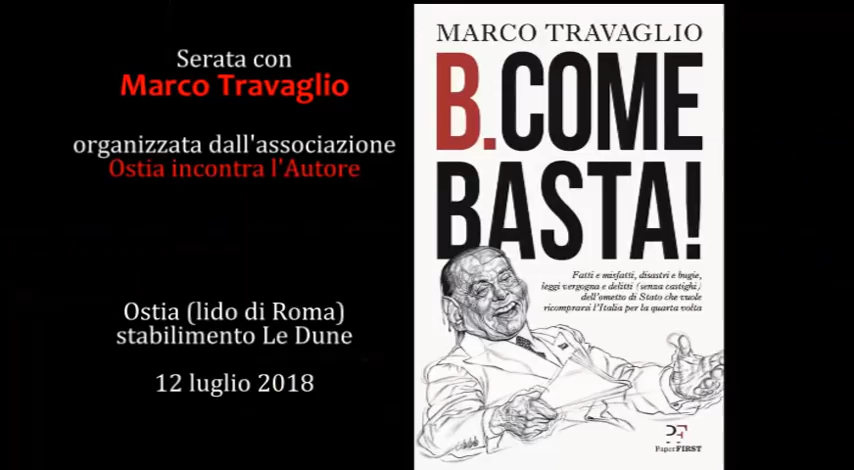 Serata con
Marco Travaglio
organizzata dall'associazione
Ostia incontra l'Autore
Ostia (lido di Roma)
stabilimento Le Dune
12 luglio 2018
MARCO TRAVAGLIO
B.COME
BASTA!
Fatti e misfatti, disastri e bugie,
leggi vergogna e delitti (senza castighi)
dell'ometto di Stato che vuole
ricomprarsi l'Italia per la quarta volta
PF
PaperFIRST